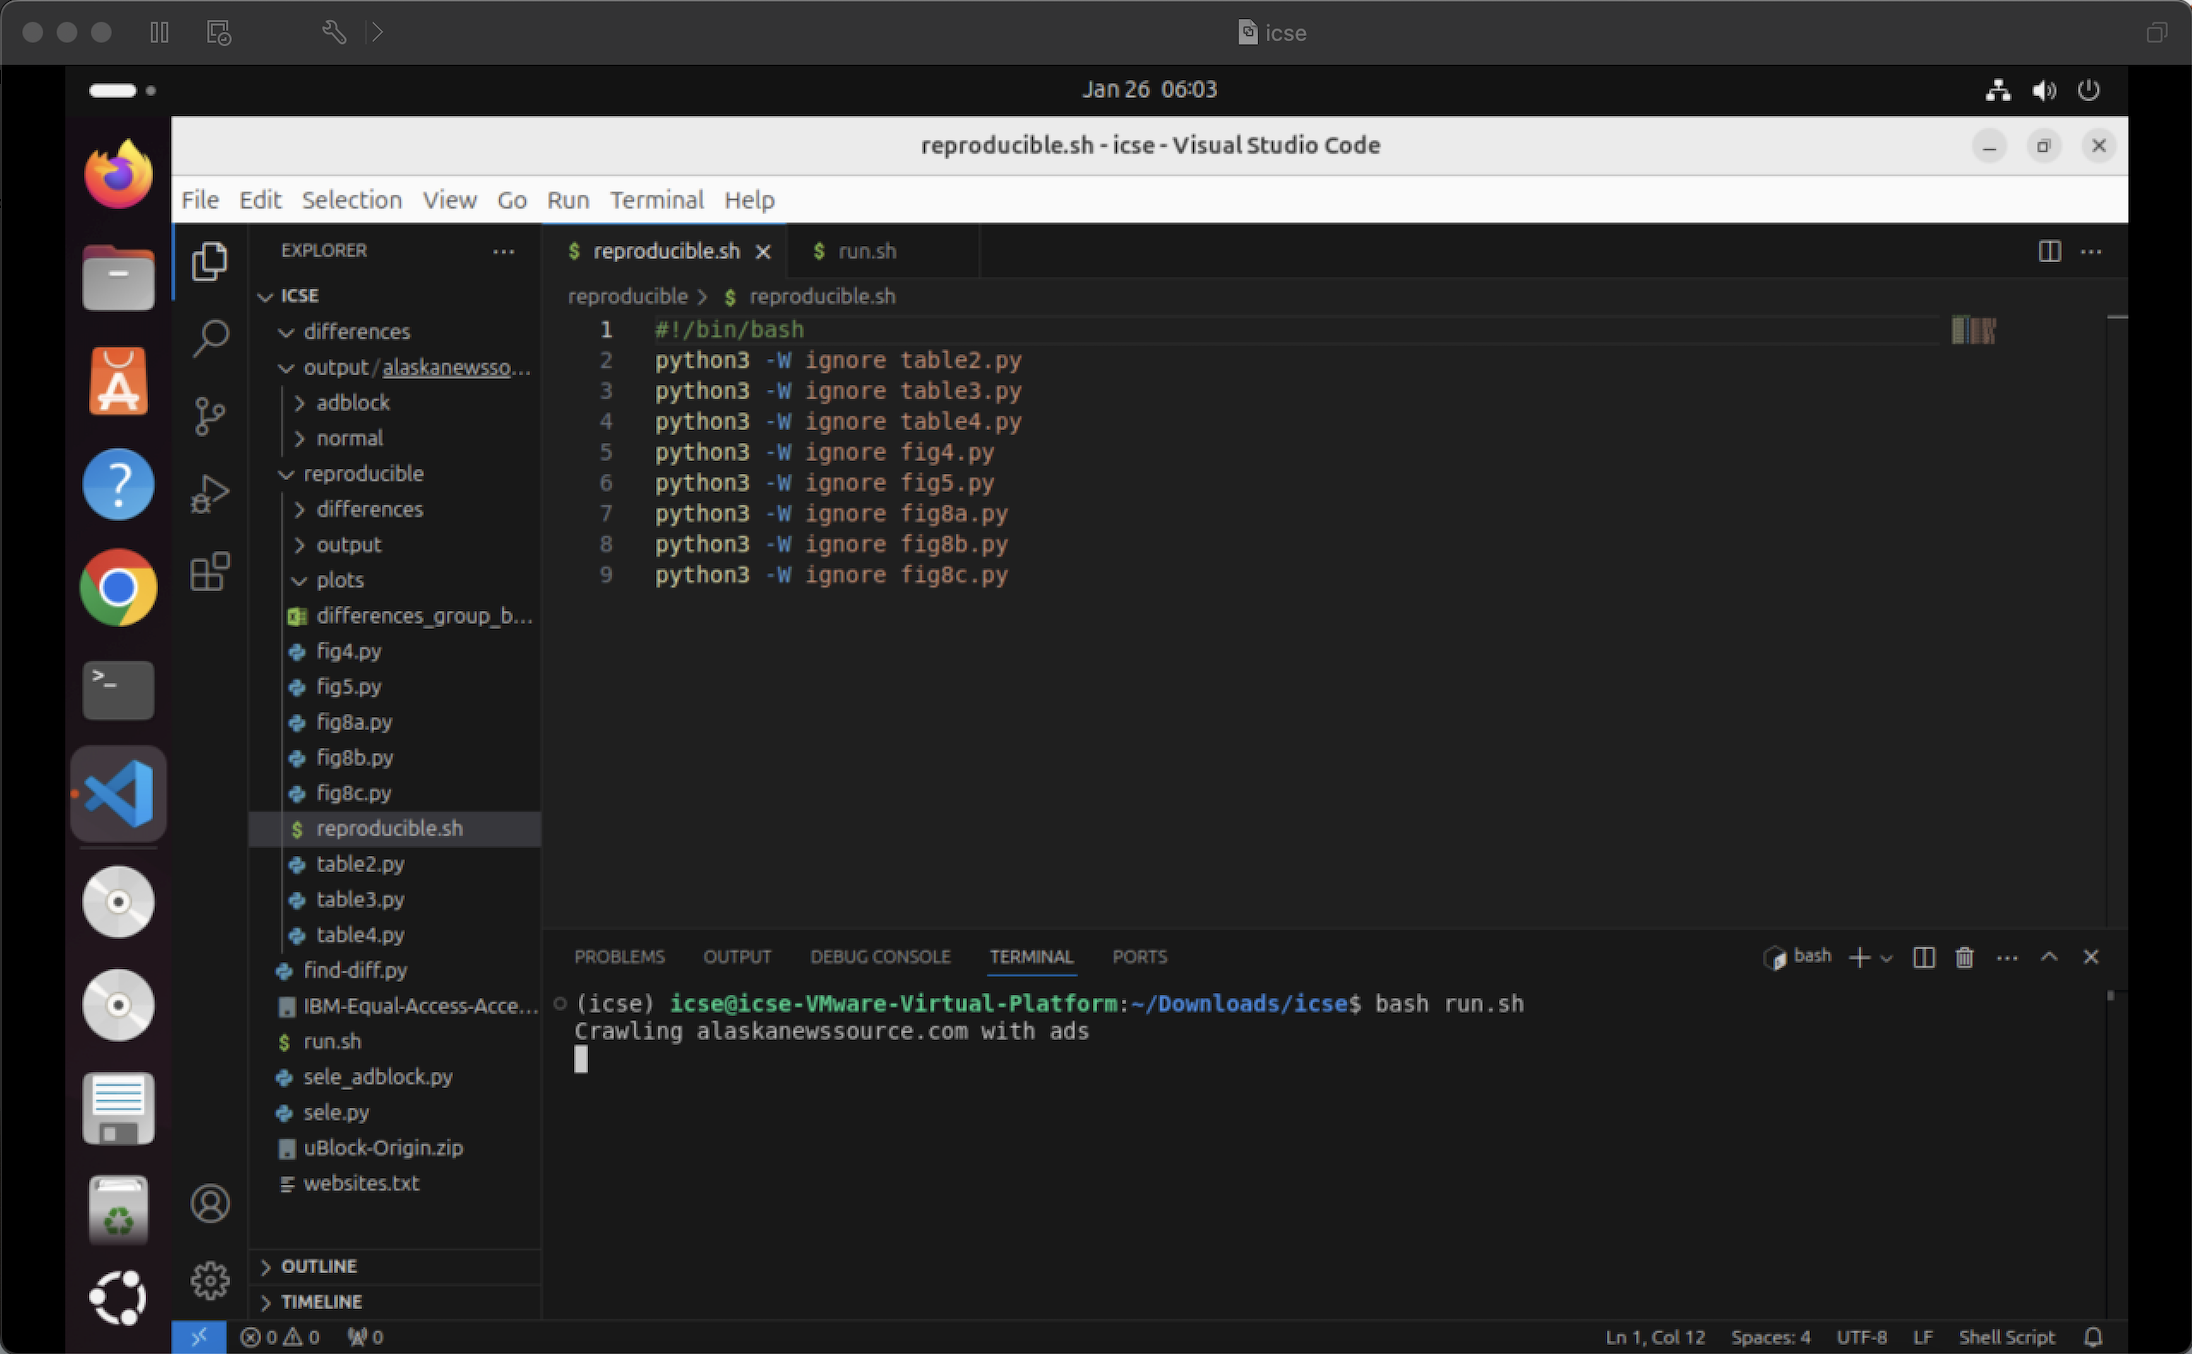 icse
Jan 26 06:03
reproducible.sh - icse - Visual Studio Code
File Edit Selection View Go Run Terminal Help
EXPLORER
ICSE
differences
output/alaskanewsso...
adblock
normal
reproducible
differences
output
plots
differences_group_b...
fig4.py
fig5.py
fig8a.py
fig8b.py
fig8c.py
$ reproducible.sh
table2.py
table3.py
table4.py
find-diff.py
IBM-Equal-Access-Acce...
$ run.sh
sele_adblock.py
sele.py
uBlock-Origin.zip
websites.txt
OUTLINE
TIMELINE
$ reproducible.sh $ run.sh
reproducible > $ reproducible.sh
1 #!/bin/bash
2 python3 -W ignore table2.py
3 python3 -W ignore table3.py
4 python3 -W ignore table4.py
5 python3 -W ignore fig4.py
6 python3 -W ignore fig5.py
7 python3 -W ignore fig8a.py
8 python3 -W ignore fig8b.py
9 python3 -W ignore fig8c.py
PROBLEMS OUTPUT DEBUG CONSOLE TERMINAL PORTS
bash
(icse) icse@icse-VMware-Virtual-Platform:~/Downloads/icse$ bash run.sh
Crawling alaskanewssource.com with ads
0 0 0
Ln 1, Col 12 Spaces: 4 UTF-8 LF Shell Script